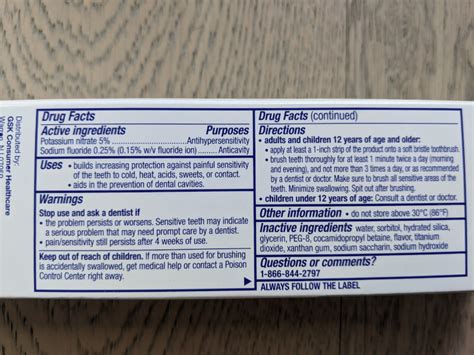 Distributed by:
GSK Consumer Healthcare
Warren, NJ
Drug Facts
Active ingredients Purposes
Potassium nitrate 5% ........ Antihypersensitivity
Sodium fluoride 0.25% (0.15% w/v fluoride ion) ........ Anticavity
Uses • builds increasing protection against painful sensitivity
of the teeth to cold, heat, acids, sweets, or contact.
• aids in the prevention of dental cavities.
Warnings
Stop use and ask a dentist if
• the problem persists or worsens. Sensitive teeth may indicate
a serious problem that may need prompt care by a dentist.
• pain/sensitivity still persists after 4 weeks of use.
Keep out of reach of children. If more than used for brushing
is accidentally swallowed, get medical help or contact a Poison
Control Center right away.
Drug Facts (continued)
Directions
• adults and children 12 years of age and older:
• apply at least a 1-inch strip of the product onto a soft bristle toothbrush.
• brush teeth thoroughly for at least 1 minute twice a day (morning
and evening), and not more than 3 times a day, or as recommended
by a dentist or doctor. Make sure to brush all sensitive areas of the
teeth. Minimize swallowing. Spit out after brushing.
• children under 12 years of age: Consult a dentist or doctor.
Other information • do not store above 30°C (86°F)
Inactive ingredients water, sorbitol, hydrated silica,
glycerin, PEG-8, cocamidopropyl betaine, flavor, titanium
dioxide, xanthan gum, sodium saccharin, sodium hydroxide
Questions or comments?
1-866-844-2797
ALWAYS FOLLOW THE LABEL